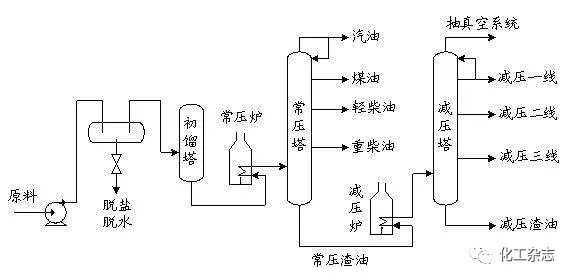 原料
脱盐
脱水
初馏塔
常压炉
常压塔
汽油
煤油
轻柴油
重柴油
减压炉
常压渣油
减压塔
抽真空系统
减压一线
减压二线
减压三线
减压渣油
化工杂志